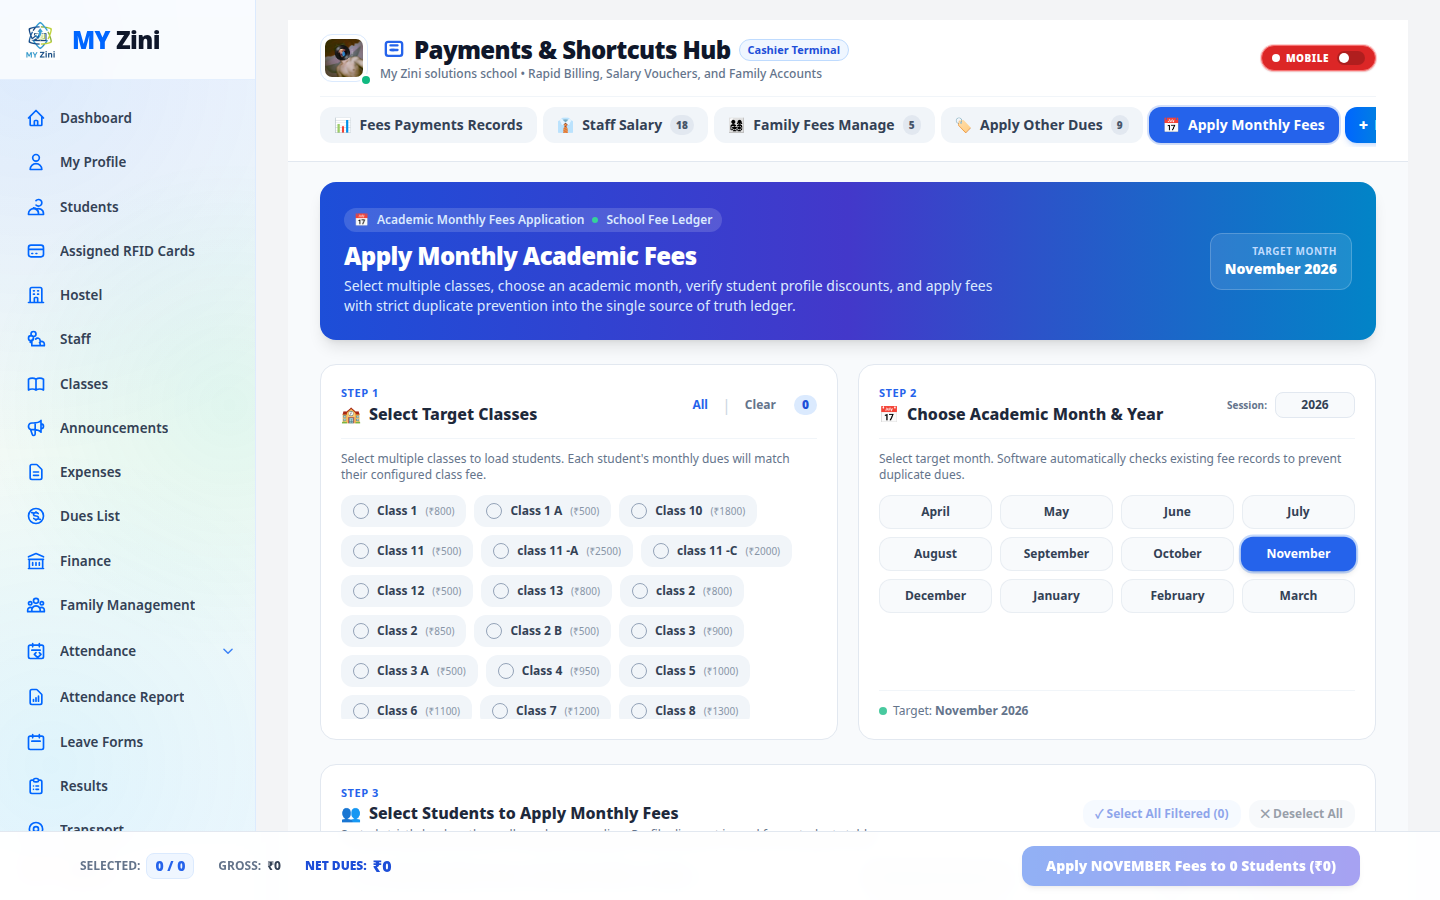 MY Zini
MY Zini
Dashboard
My Profile
Students
Assigned RFID Cards
Hostel
Staff
Classes
Announcements
Expenses
Dues List
Finance
Family Management
Attendance
Attendance Report
Leave Forms
Results
Transport
Payments & Shortcuts Hub
Cashier Terminal
My Zini solutions school • Rapid Billing, Salary Vouchers, and Family Accounts
MOBILE
Fees Payments Records
Staff Salary 18
Family Fees Manage 5
Apply Other Dues 9
Apply Monthly Fees
+
Academic Monthly Fees Application • School Fee Ledger
Apply Monthly Academic Fees
Select multiple classes, choose an academic month, verify student profile discounts, and apply fees
with strict duplicate prevention into the single source of truth ledger.
TARGET MONTH
November 2026
STEP 1
Select Target Classes
All | Clear 0
Select multiple classes to load students. Each student's monthly dues will match
their configured class fee.
Class 1 (₹800) Class 1 A (₹500) Class 10 (₹1800)
Class 11 (₹500) class 11 -A (₹2500) class 11 -C (₹2000)
Class 12 (₹500) class 13 (₹800) class 2 (₹800)
Class 2 (₹850) Class 2 B (₹500) Class 3 (₹900)
Class 3 A (₹500) Class 4 (₹950) Class 5 (₹1000)
Class 6 (₹1100) Class 7 (₹1200) Class 8 (₹1300)
STEP 2
Choose Academic Month & Year
Session: 2026
Select target month. Software automatically checks existing fee records to prevent
duplicate dues.
April May June July
August September October November
December January February March
Target: November 2026
STEP 3
Select Students to Apply Monthly Fees
✓ Select All Filtered (0)
✕ Deselect All
SELECTED: 0 / 0 GROSS: ₹0 NET DUES: ₹0
Apply NOVEMBER Fees to 0 Students (₹0)